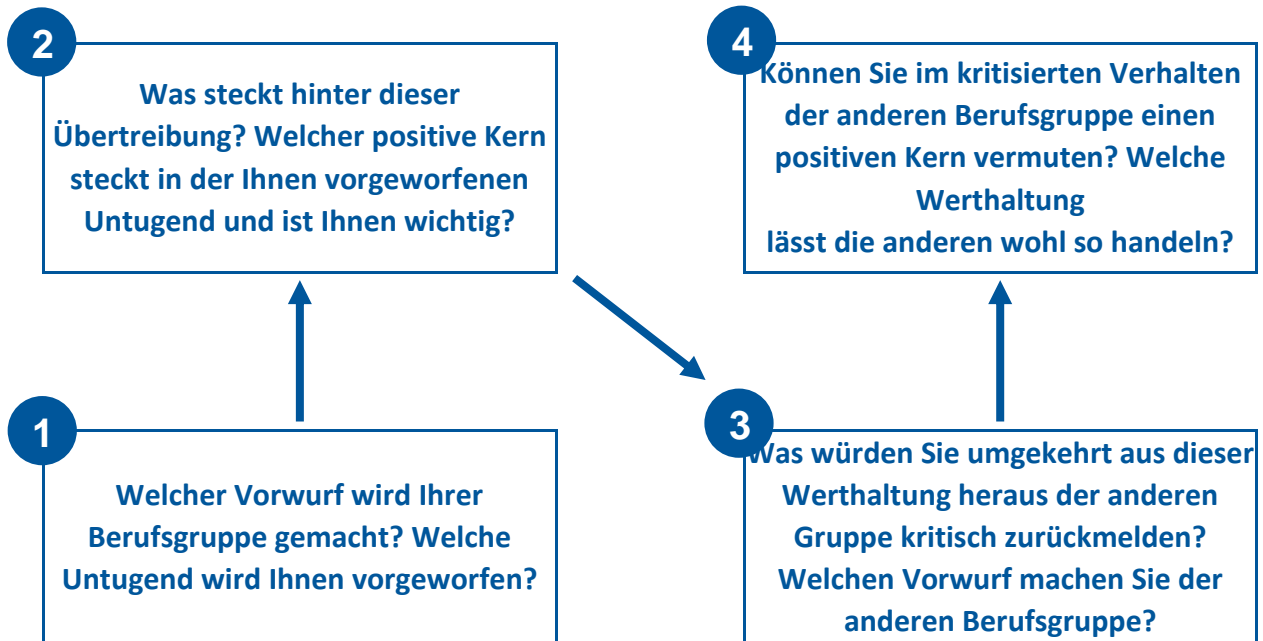 2
Was steckt hinter dieser
Übertreibung? Welcher positive Kern
steckt in der Ihnen vorgeworfenen
Untugend und ist Ihnen wichtig?
4
Können Sie im kritisierten Verhalten
der anderen Berufsgruppe einen
positiven Kern vermuten? Welche
Werthaltung
lässt die anderen wohl so handeln?
1
Welcher Vorwurf wird Ihrer
Berufsgruppe gemacht? Welche
Untugend wird Ihnen vorgeworfen?
3
Was würden Sie umgekehrt aus dieser
Werthaltung heraus der anderen
Gruppe kritisch zurückmelden?
Welchen Vorwurf machen Sie der
anderen Berufsgruppe?